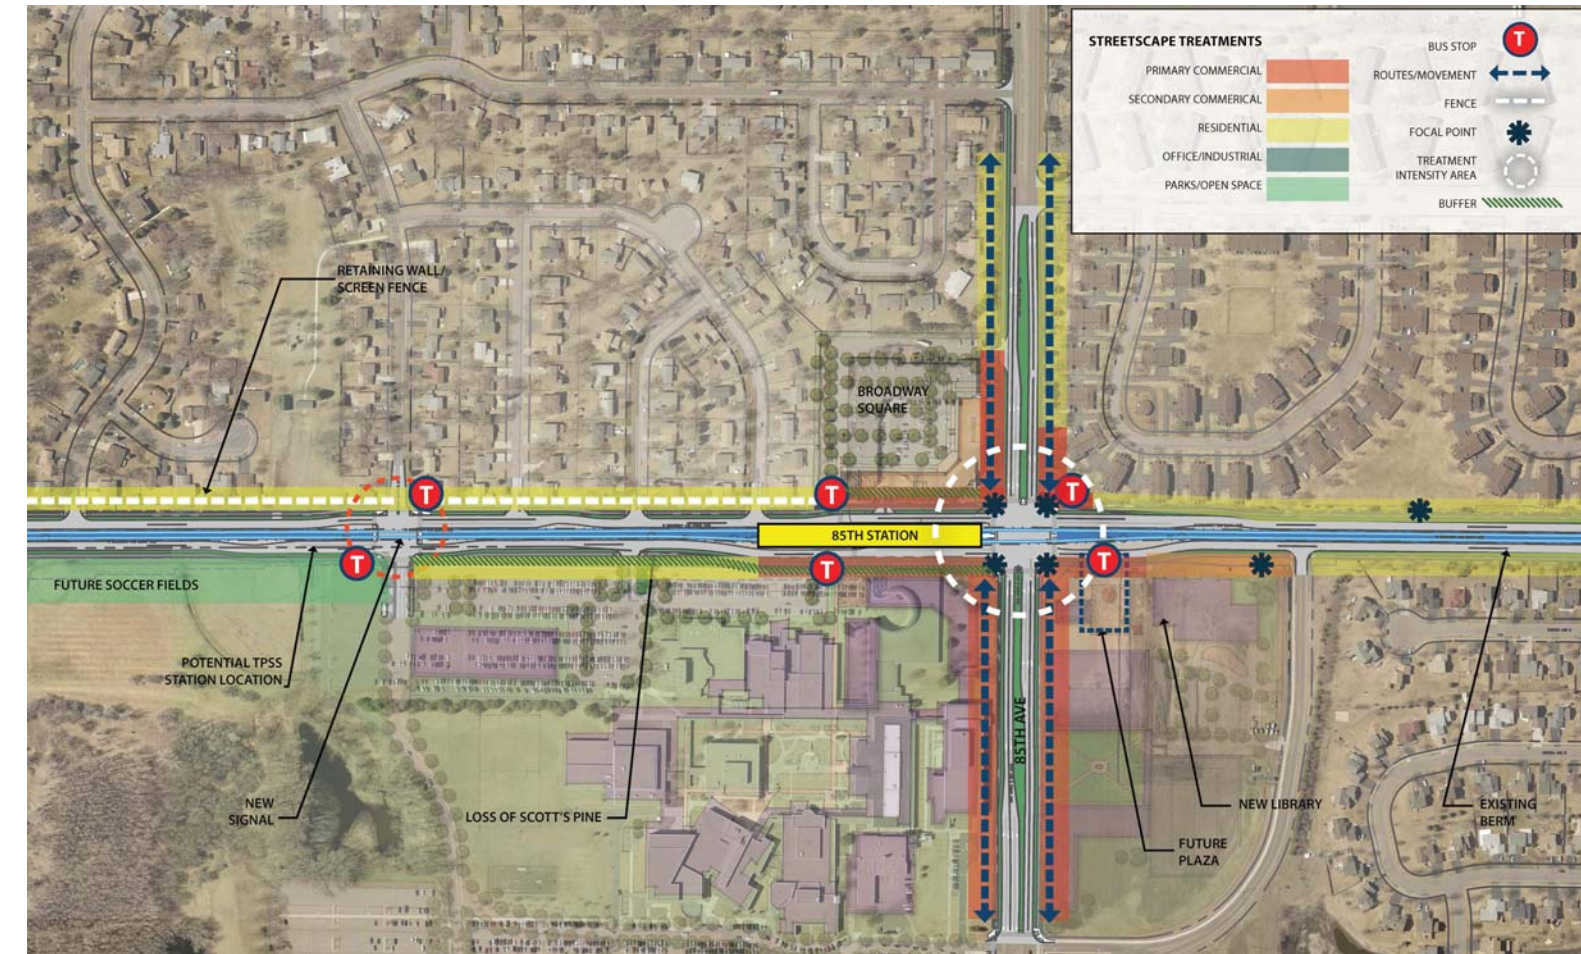 STREETSCAPE TREATMENTS
PRIMARY COMMERCIAL
SECONDARY COMMERICAL
RESIDENTIAL
OFFICE/INDUSTRIAL
PARKS/OPEN SPACE
BUS STOP
T
ROUTES/MOVEMENT
FENCE
FOCAL POINT
TREATMENT
INTENSITY AREA
BUFFER
RETAINING WALL/
SCREEN FENCE
BROADWAY
SQUARE
T
T
T
85TH STATION
T
T
T
FUTURE SOCCER FIELDS
POTENTIAL TPSS
STATION LOCATION
NEW
SIGNAL
LOSS OF SCOTT'S PINE
85TH AVE
NEW LIBRARY
FUTURE
PLAZA
EXISTING
BERM